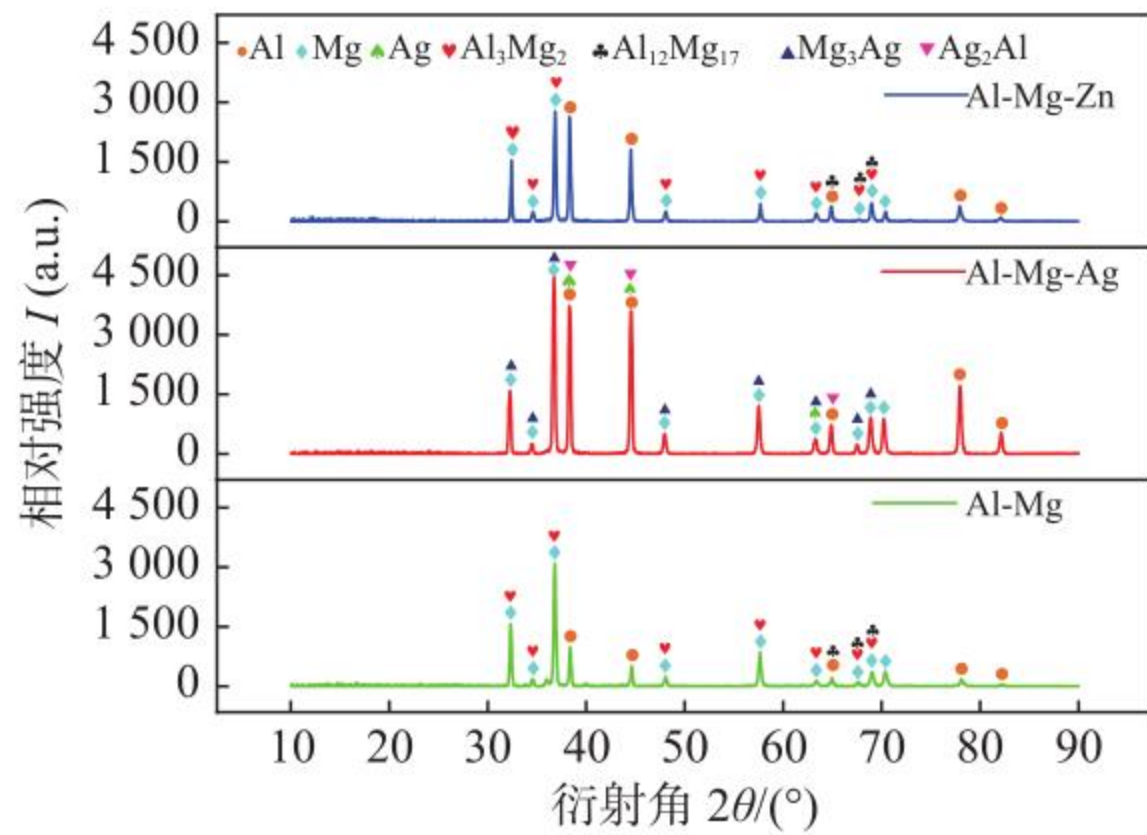 4 500
Al Mg Ag Al₃Mg₂ Al₁₂Mg₁₇ Mg₃Ag Ag₂Al
3 000
Al-Mg-Zn
1 500
0
4 500
Al-Mg-Ag
3 000
1 500
0
相对强度 I (a.u.)
4 500
Al-Mg
3 000
1 500
0
10 20 30 40 50 60 70 80 90
衍射角 2θ/(°)